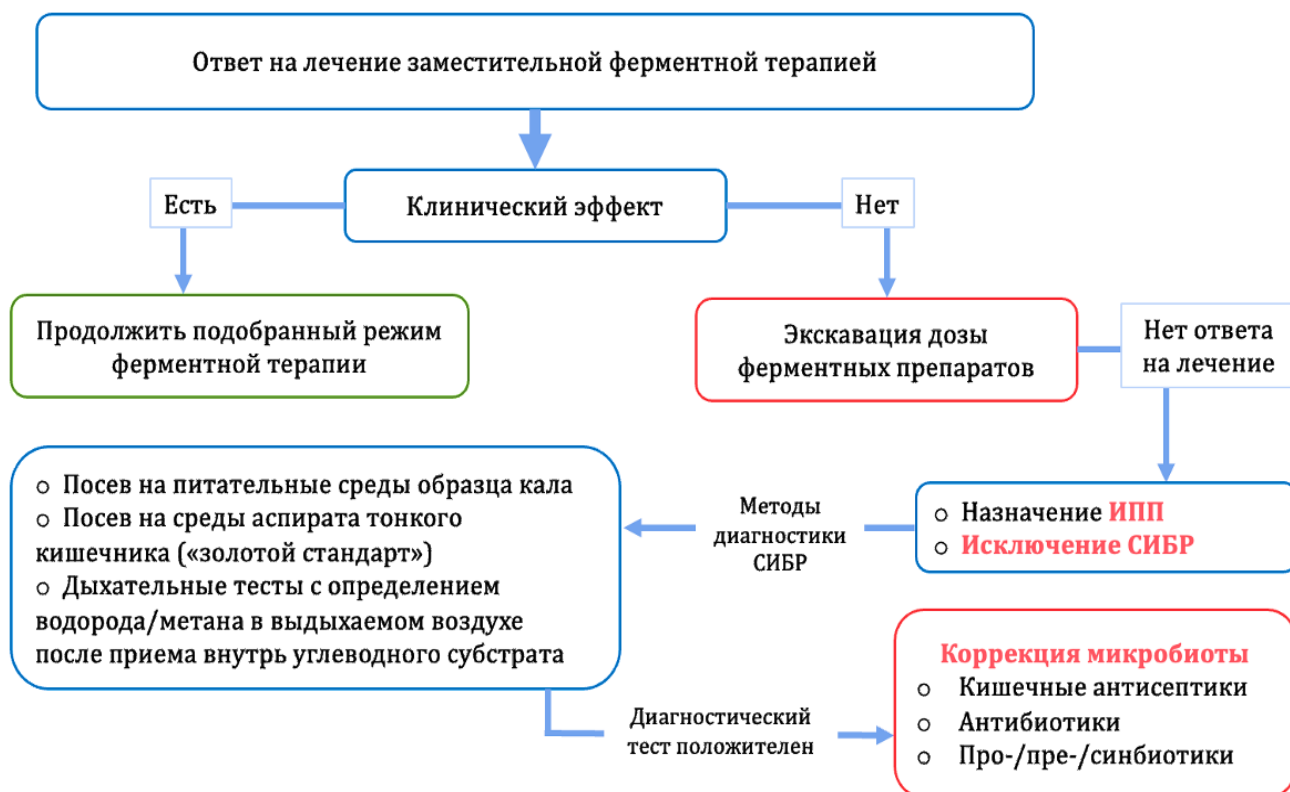 Ответ на лечение заместительной ферментной терапией
Есть
Клинический эффект
Нет
Продолжить подобранный режим
ферментной терапии
Экскавация дозы
ферментных препаратов
Нет ответа
на лечение
○ Посев на питательные среды образца кала
○ Посев на среды аспирата тонкого
кишечника («золотой стандарт»)
○ Дыхательные тесты с определением
водорода/метана в выдыхаемом воздухе
после приема внутрь углеводного субстрата
Методы
диагностики
СИБР
○ Назначение ИПП
○ Исключение СИБР
Диагностический
тест положителен
Коррекция микробиоты
○ Кишечные антисептики
○ Антибиотики
○ Про-/пре-/синбиотики